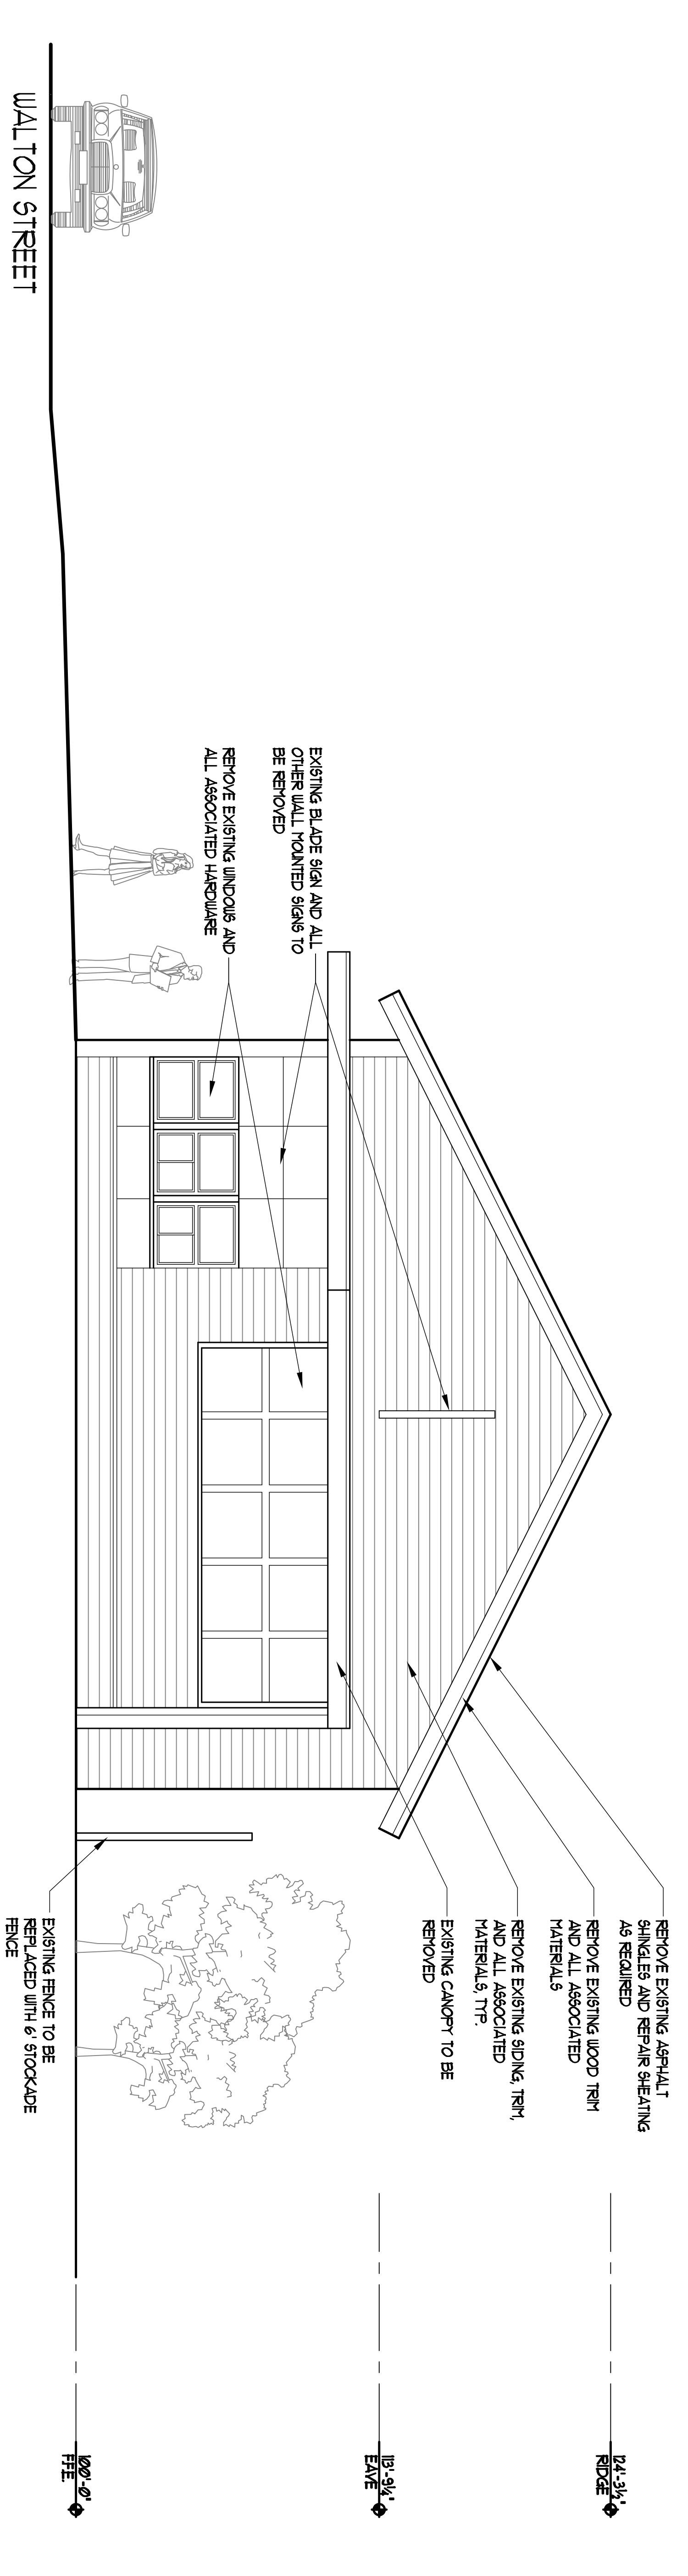 REMOVE EXISTING ASPHALT
SHINGLES AND REPAIR SHEATING
AS REQUIRED
REMOVE EXISTING WOOD TRIM
AND ALL ASSOCIATED
MATERIALS
REMOVE EXISTING SIDING, TRIM,
AND ALL ASSOCIATED
MATERIALS, TYP.
EXISTING CANOPY TO BE
REMOVED
EXISTING BLADE SIGN AND ALL
OTHER WALL MOUNTED SIGNS TO
BE REMOVED
REMOVE EXISTING WINDOWS AND
ALL ASSOCIATED HARDWARE
EXISTING FENCE TO BE
REPLACED WITH 6' STOCKADE
FENCE
124'-3½"
RIDGE
113'-9¼"
EAVE
100'-0"
F.F.E.
WALTON STREET